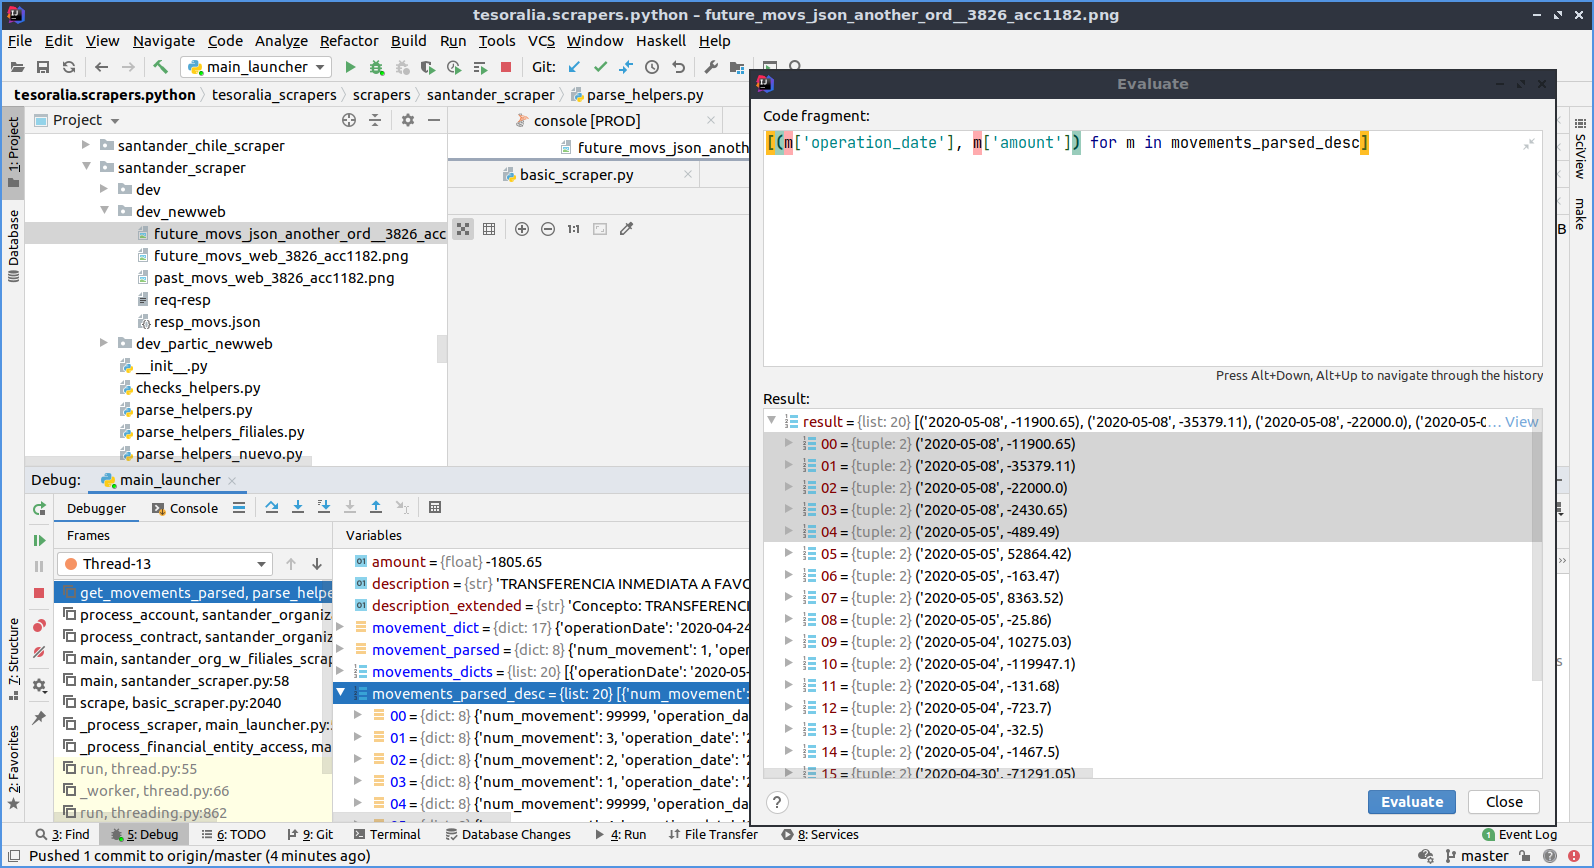 tesoralia.scrapers.python – future_movs_json_another_ord__3826_acc1182.png
File Edit View Navigate Code Analyze Refactor Build Run Tools VCS Window Haskell Help
main_launcher Git:
tesoralia.scrapers.python tesoralia_scrapers scrapers santander_scraper parse_helpers.py
1: Project
Database
7: Structure
2: Favorites
Project
santander_chile_scraper
santander_scraper
dev
dev_newweb
future_movs_json_another_ord__3826_acc
future_movs_web_3826_acc1182.png
past_movs_web_3826_acc1182.png
req-resp
resp_movs.json
dev_partic_newweb
__init__.py
checks_helpers.py
parse_helpers.py
parse_helpers_filiales.py
parse_helpers_nuevo.py
console [PROD]
future_movs_json_anoth
basic_scraper.py
1:1
Evaluate
Code fragment:
[(m['operation_date'], m['amount']) for m in movements_parsed_desc]
Press Alt+Down, Alt+Up to navigate through the history
Result:
result = {list: 20} [('2020-05-08', -11900.65), ('2020-05-08', -35379.11), ('2020-05-08', -22000.0), ('2020-05-0... View
00 = {tuple: 2} ('2020-05-08', -11900.65)
01 = {tuple: 2} ('2020-05-08', -35379.11)
02 = {tuple: 2} ('2020-05-08', -22000.0)
03 = {tuple: 2} ('2020-05-08', -2430.65)
04 = {tuple: 2} ('2020-05-05', -489.49)
05 = {tuple: 2} ('2020-05-05', 52864.42)
06 = {tuple: 2} ('2020-05-05', -163.47)
07 = {tuple: 2} ('2020-05-05', 8363.52)
08 = {tuple: 2} ('2020-05-05', -25.86)
09 = {tuple: 2} ('2020-05-04', 10275.03)
10 = {tuple: 2} ('2020-05-04', -119947.1)
11 = {tuple: 2} ('2020-05-04', -131.68)
12 = {tuple: 2} ('2020-05-04', -723.7)
13 = {tuple: 2} ('2020-05-04', -32.5)
14 = {tuple: 2} ('2020-05-04', -1467.5)
15 = {tuple: 2} ('2020-04-30', -71291.05)
? Evaluate Close
SciView
make
B
s
Debug: main_launcher
Debugger Console
Frames
Thread-13
get_movements_parsed, parse_helpe
process_account, santander_organiza
process_contract, santander_organiz
main, santander_org_w_filiales_scrap
main, santander_scraper.py:58
scrape, basic_scraper.py:2040
_process_scraper, main_launcher.py:
_process_financial_entity_access, ma
run, thread.py:55
_worker, thread.py:66
run, threading.py:862
Variables
amount = {float} -1805.65
description = {str} 'TRANSFERENCIA INMEDIATA A FAVO
description_extended = {str} 'Concepto: TRANSFERENC
movement_dict = {dict: 17} {'operationDate': '2020-04-24
movement_parsed = {dict: 8} {'num_movement': 1, 'oper
movements_dicts = {list: 20} [{'operationDate': '2020-05-
movements_parsed_desc = {list: 20} [{'num_movement':
00 = {dict: 8} {'num_movement': 99999, 'operation_da
01 = {dict: 8} {'num_movement': 3, 'operation_date': '2
02 = {dict: 8} {'num_movement': 2, 'operation_date': '2
03 = {dict: 8} {'num_movement': 1, 'operation_date': '2
04 = {dict: 8} {'num_movement': 99999, 'operation_da
3: Find 5: Debug 6: TODO 9: Git Terminal Database Changes 4: Run File Transfer 8: Services 1 Event Log
Pushed 1 commit to origin/master (4 minutes ago) master